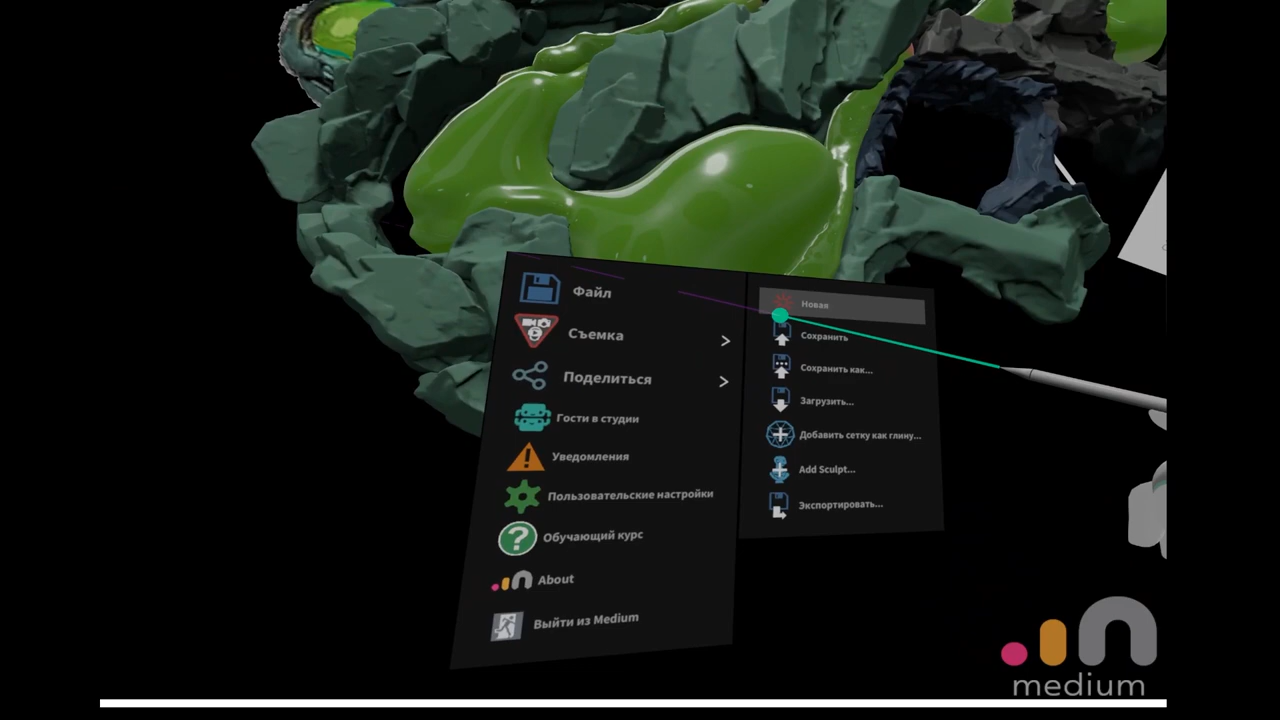 Файл
Съемка
Поделиться
Гости в студии
Уведомления
Пользовательские настройки
Обучающий курс
About
Выйти из Medium
Новая
Сохранить
Сохранить как...
Загрузить...
Добавить сетку как глину...
Add Sculpt...
Экспортировать...
medium